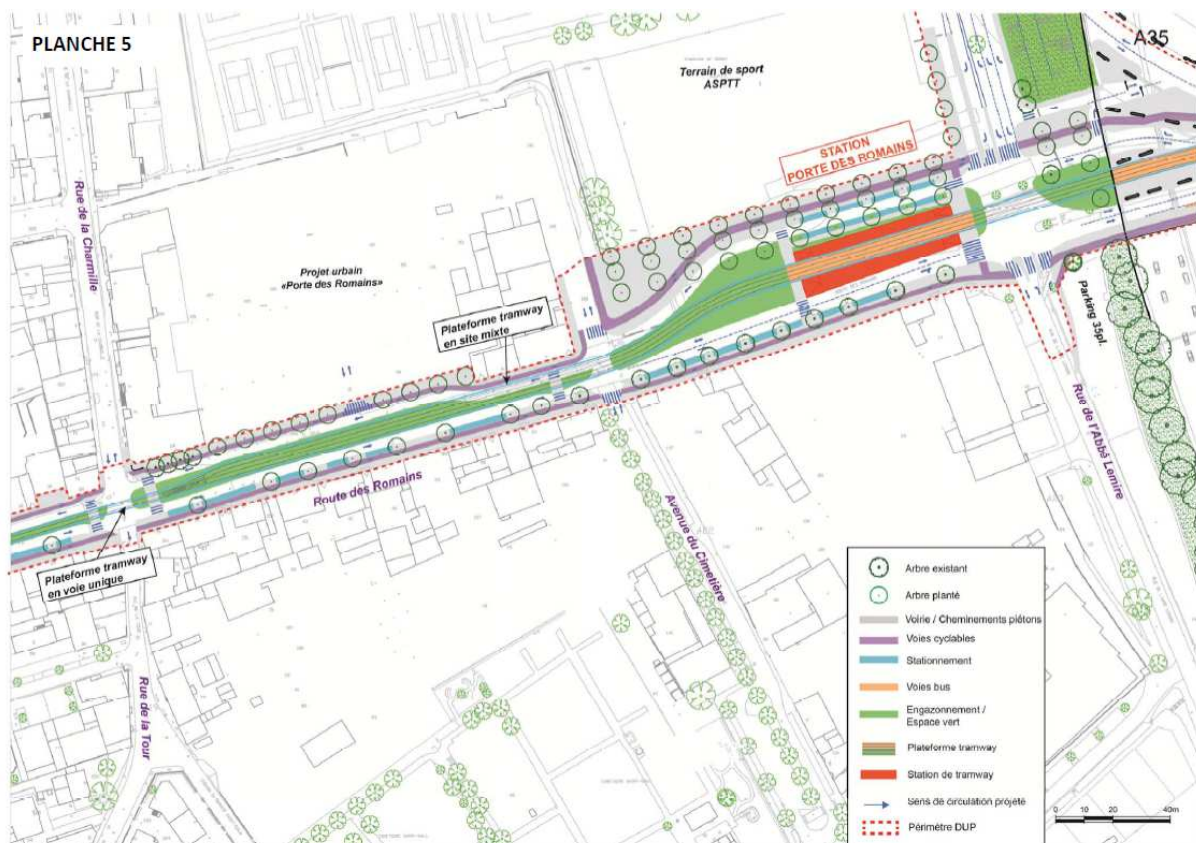 PLANCHE 5
A35
Terrain de sport
ASPTT
STATION
PORTE DES ROMAINS
Rue de la Charmille
Projet urbain
«Porte des Romains»
Plateforme tramway
en site mixte
Parking 35pl.
Rue de l'Abbé Lemire
Route des Romains
Avenue du Cimetière
Plateforme tramway
en voie unique
Rue de la Tour
Arbre existant
Arbre planté
Voirie / Cheminements piétons
Voies cyclables
Stationnement
Voies bus
Engazonnement /
Espace vert
Plateforme tramway
Station de tramway
Sens de circulation projeté
Périmètre DUP
0 10 20 40m